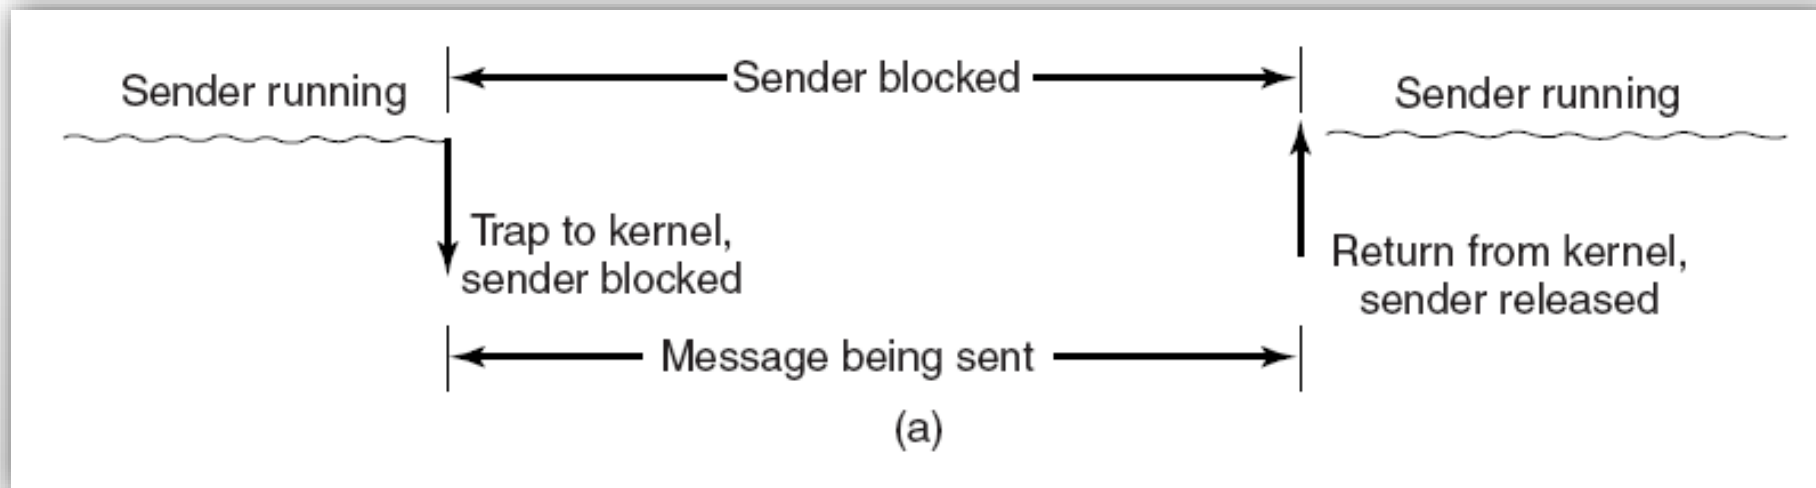 Sender running
Sender blocked
Sender running
Trap to kernel,
sender blocked
Return from kernel,
sender released
Message being sent
(a)